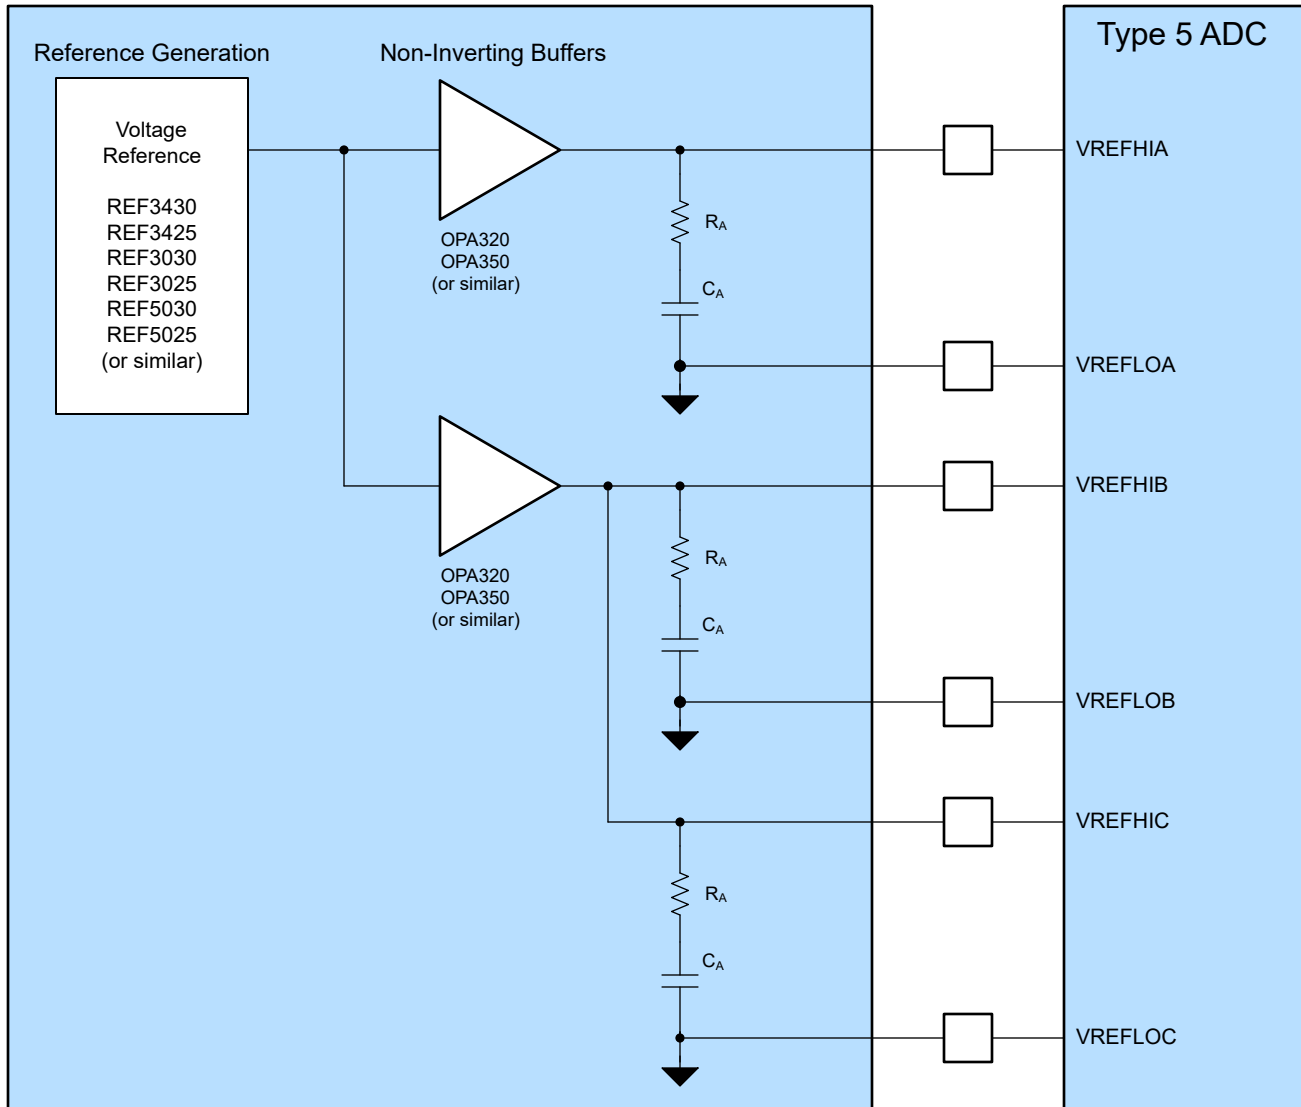 Type 5 ADC
Reference Generation
Non-Inverting Buffers
Voltage
Reference
REF3430
REF3425
REF3030
REF3025
REF5030
REF5025
(or similar)
OPA320
OPA350
(or similar)
RA
CA
VREFHIA
VREFLOA
OPA320
OPA350
(or similar)
RA
CA
VREFHIB
VREFLOB
RA
CA
VREFHIC
VREFLOC